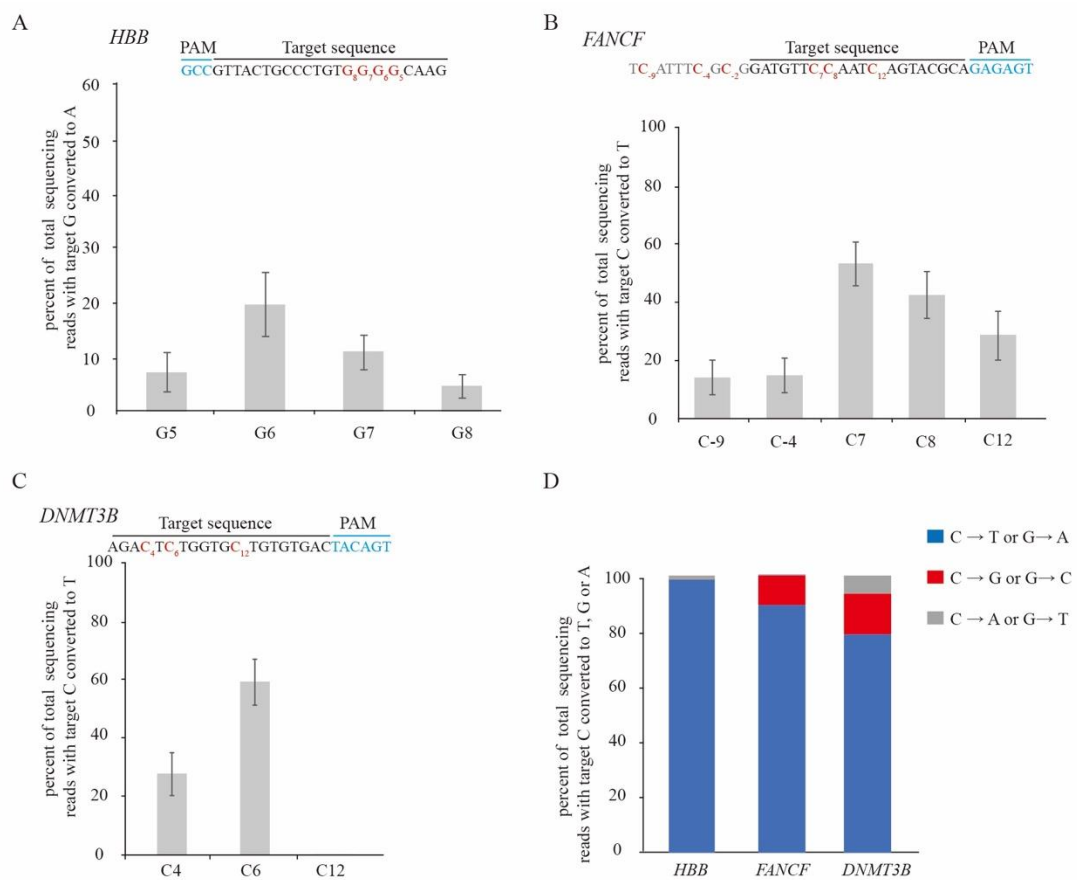 A
HBB
PAM Target sequence
GCCGTTACTGCCCTGTG8G7G6G5CAAG
percent of total sequencing
reads with target G converted to A
60
50
40
30
20
10
0
G5 G6 G7 G8
B
FANCF
Target sequence PAM
TC-9ATTTC-4GC-2GGATGTTC7C8AATC12AGTACGCAGAGAGT
percent of total sequencing
reads with target C converted to T
100
80
60
40
20
0
C-9 C-4 C7 C8 C12
C
DNMT3B
Target sequence PAM
AGAC4TC6TGGTGC12TGTGTGACTACAGT
percent of total sequencing
reads with target C converted to T
100
80
60
40
20
0
C4 C6 C12
D
percent of total sequencing
reads with target C converted to T, G or A
100
80
60
40
20
0
HBB FANCF DNMT3B
C → T or G→ A
C → G or G→ C
C → A or G→ T